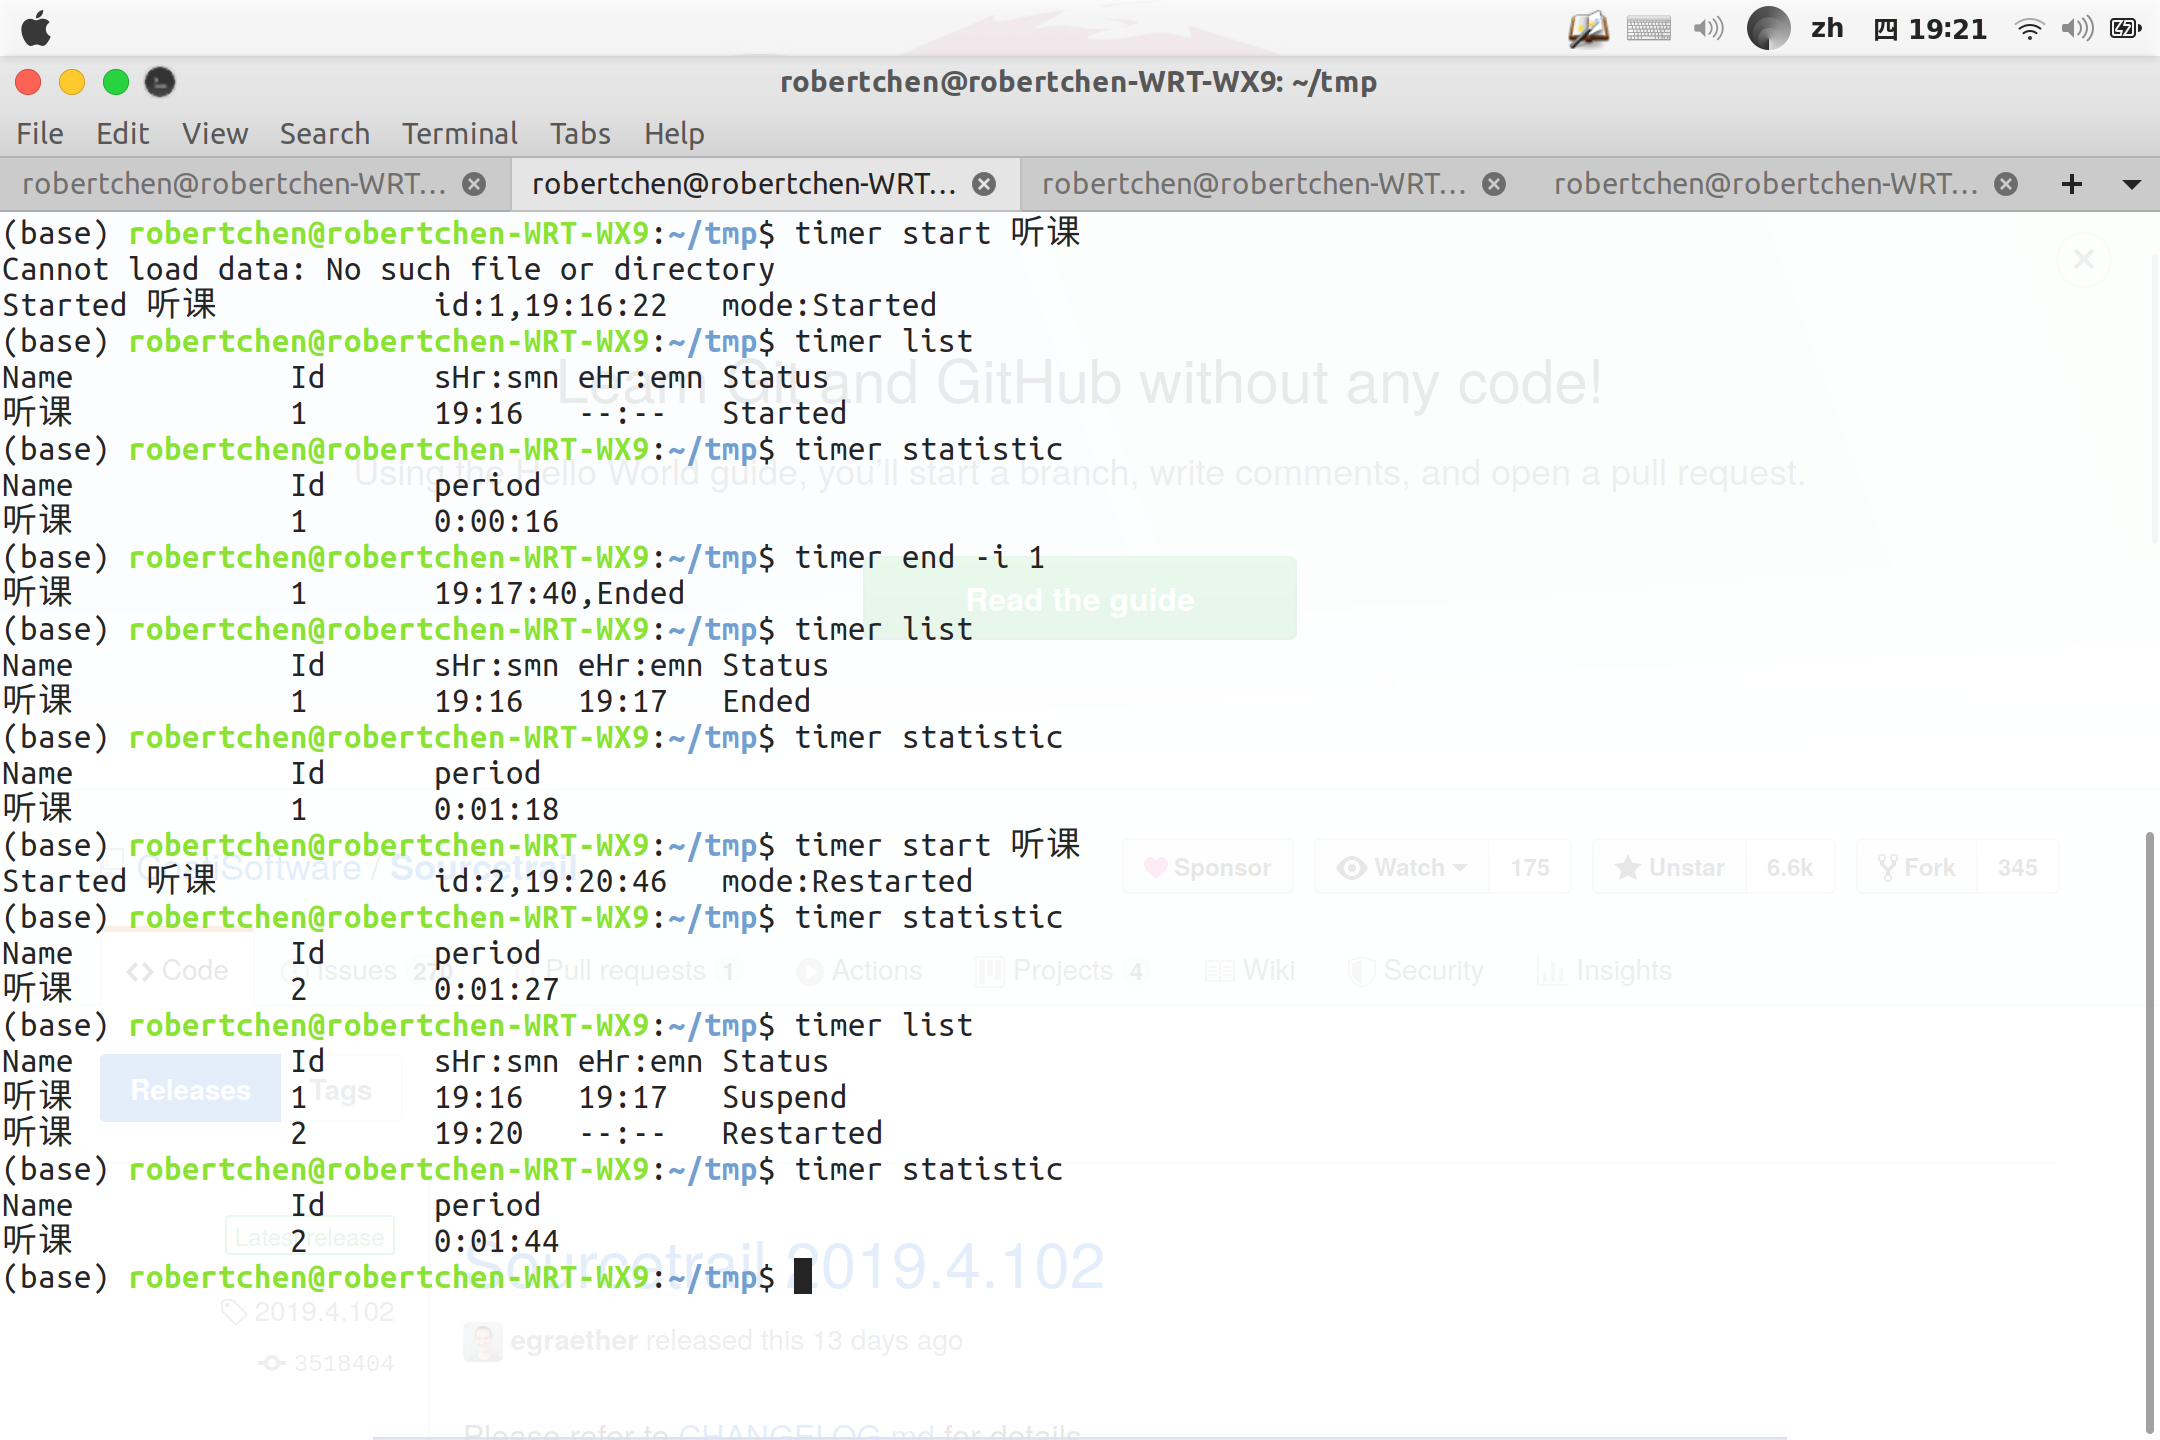 zh 四 19:21
robertchen@robertchen-WRT-WX9: ~/tmp
File Edit View Search Terminal Tabs Help
robertchen@robertchen-WRT... robertchen@robertchen-WRT... robertchen@robertchen-WRT... robertchen@robertchen-WRT...
(base) robertchen@robertchen-WRT-WX9:~/tmp$ timer start 听课
Cannot load data: No such file or directory
Started 听课 id:1,19:16:22 mode:Started
(base) robertchen@robertchen-WRT-WX9:~/tmp$ timer list
Name Id sHr:smn eHr:emn Status
Learn Git and GitHub without any code!
听课 1 19:16 --:-- Started
(base) robertchen@robertchen-WRT-WX9:~/tmp$ timer statistic
Using the Hello World guide, you'll start a branch, write comments, and open a pull request.
Name Id period
听课 1 0:00:16
(base) robertchen@robertchen-WRT-WX9:~/tmp$ timer end -i 1
听课 1 19:17:40,Ended
Read the guide
(base) robertchen@robertchen-WRT-WX9:~/tmp$ timer list
Name Id sHr:smn eHr:emn Status
听课 1 19:16 19:17 Ended
(base) robertchen@robertchen-WRT-WX9:~/tmp$ timer statistic
Name Id period
听课 1 0:01:18
(base) robertchen@robertchen-WRT-WX9:~/tmp$ timer start 听课
CoatiSoftware / Sourcetrail Sponsor Watch 175 Unstar 6.6k Fork 345
Started 听课 id:2,19:20:46 mode:Restarted
(base) robertchen@robertchen-WRT-WX9:~/tmp$ timer statistic
Name Id period
Code Issues 270 Pull requests 1 Actions Projects 4 Wiki Security Insights
听课 2 0:01:27
(base) robertchen@robertchen-WRT-WX9:~/tmp$ timer list
Name Id sHr:smn eHr:emn Status
Releases Tags
听课 1 19:16 19:17 Suspend
听课 2 19:20 --:-- Restarted
(base) robertchen@robertchen-WRT-WX9:~/tmp$ timer statistic
Name Id period
Latest release
听课 2 0:01:44
Sourcetrail 2019.4.102
(base) robertchen@robertchen-WRT-WX9:~/tmp$
2019.4.102
egraether released this 13 days ago
3518404
Please refer to CHANGELOG.md for details